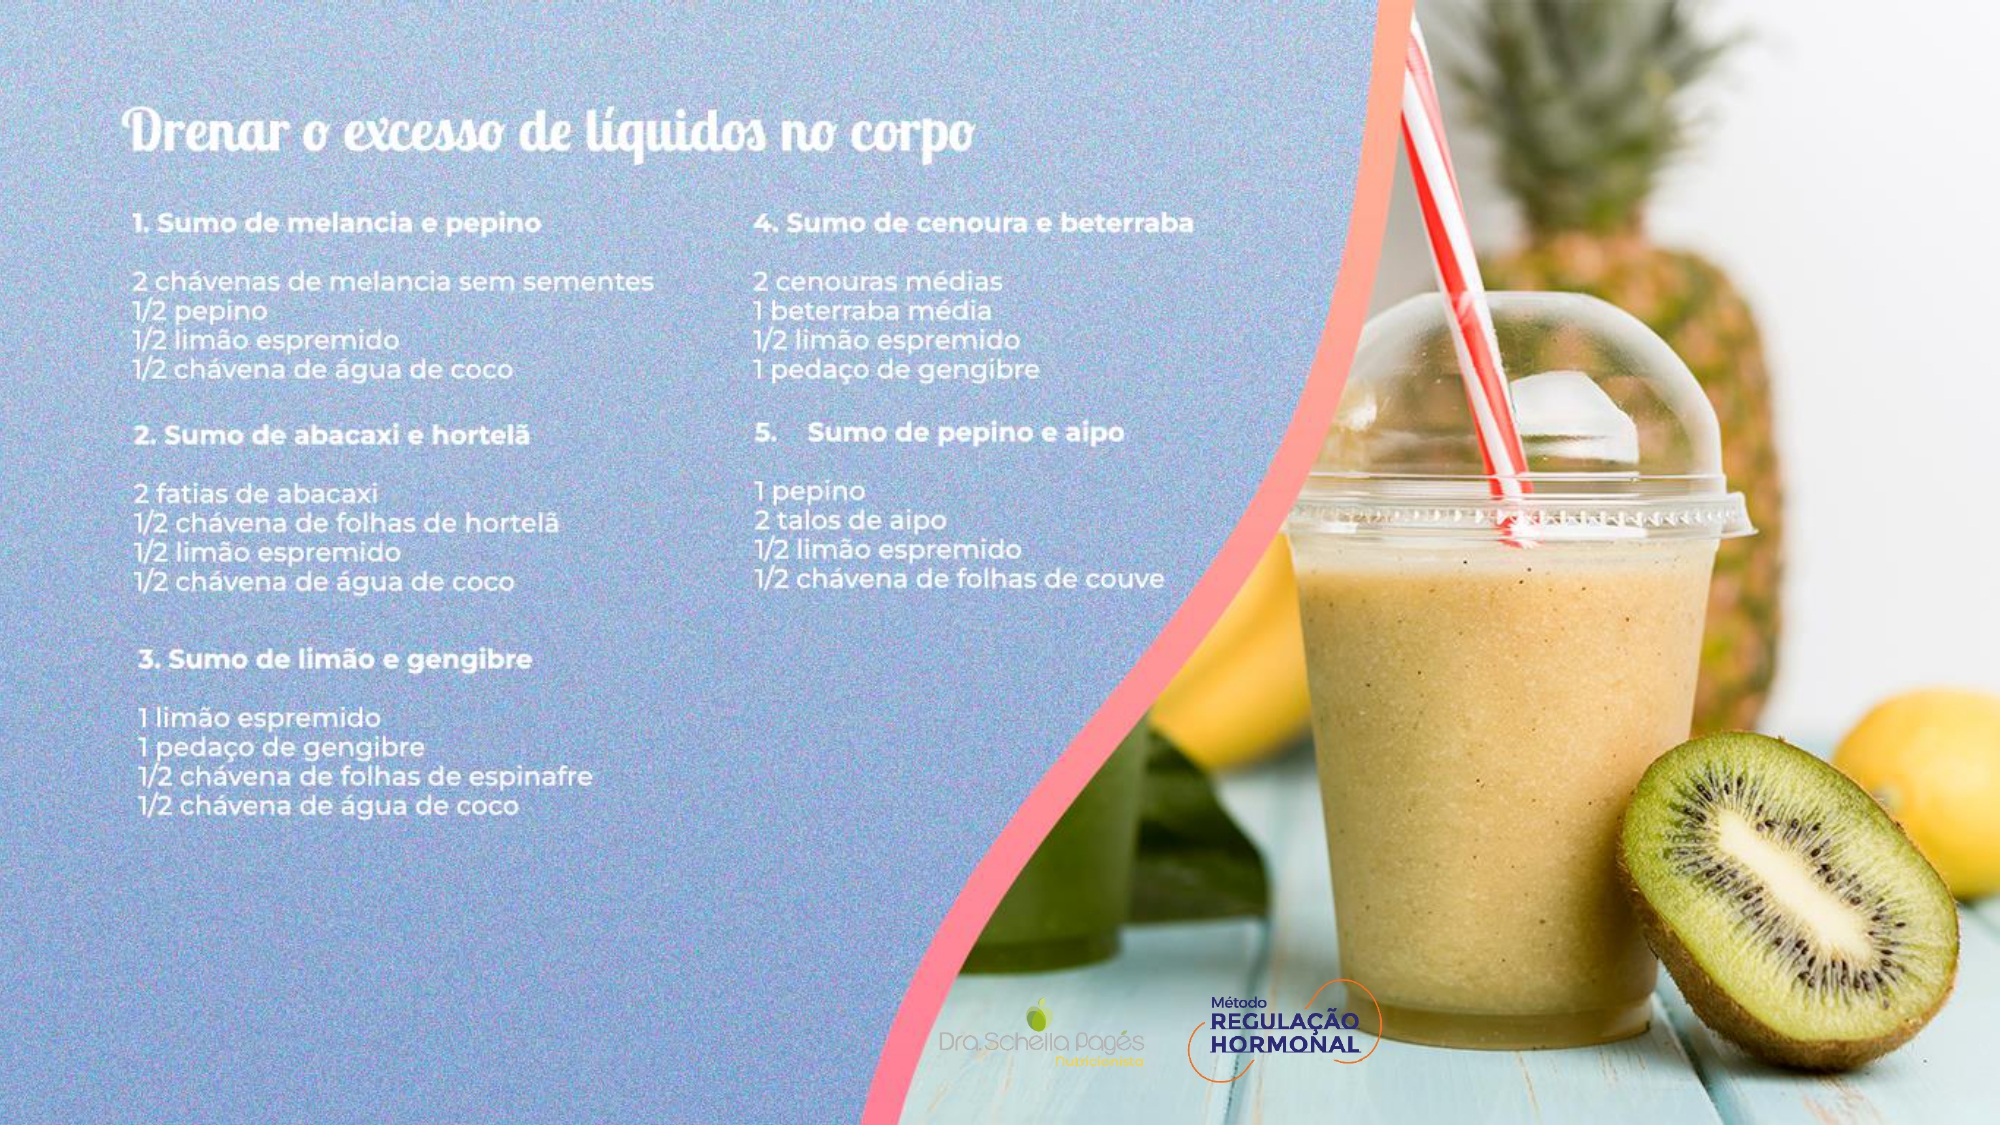 Drenar o excesso de líquidos no corpo
1. Sumo de melancia e pepino
2 chávenas de melancia sem sementes
1/2 pepino
1/2 limão espremido
1/2 chávena de água de coco
2. Sumo de abacaxi e hortelã
2 fatias de abacaxi
1/2 chávena de folhas de hortelã
1/2 limão espremido
1/2 chávena de água de coco
3. Sumo de limão e gengibre
1 limão espremido
1 pedaço de gengibre
1/2 chávena de folhas de espinafre
1/2 chávena de água de coco
4. Sumo de cenoura e beterraba
2 cenouras médias
1 beterraba média
1/2 limão espremido
1 pedaço de gengibre
5. Sumo de pepino e aipo
1 pepino
2 talos de aipo
1/2 limão espremido
1/2 chávena de folhas de couve
Dra. Schella Pagés
Nutricionista
Método
REGULAÇÃO
HORMONAL